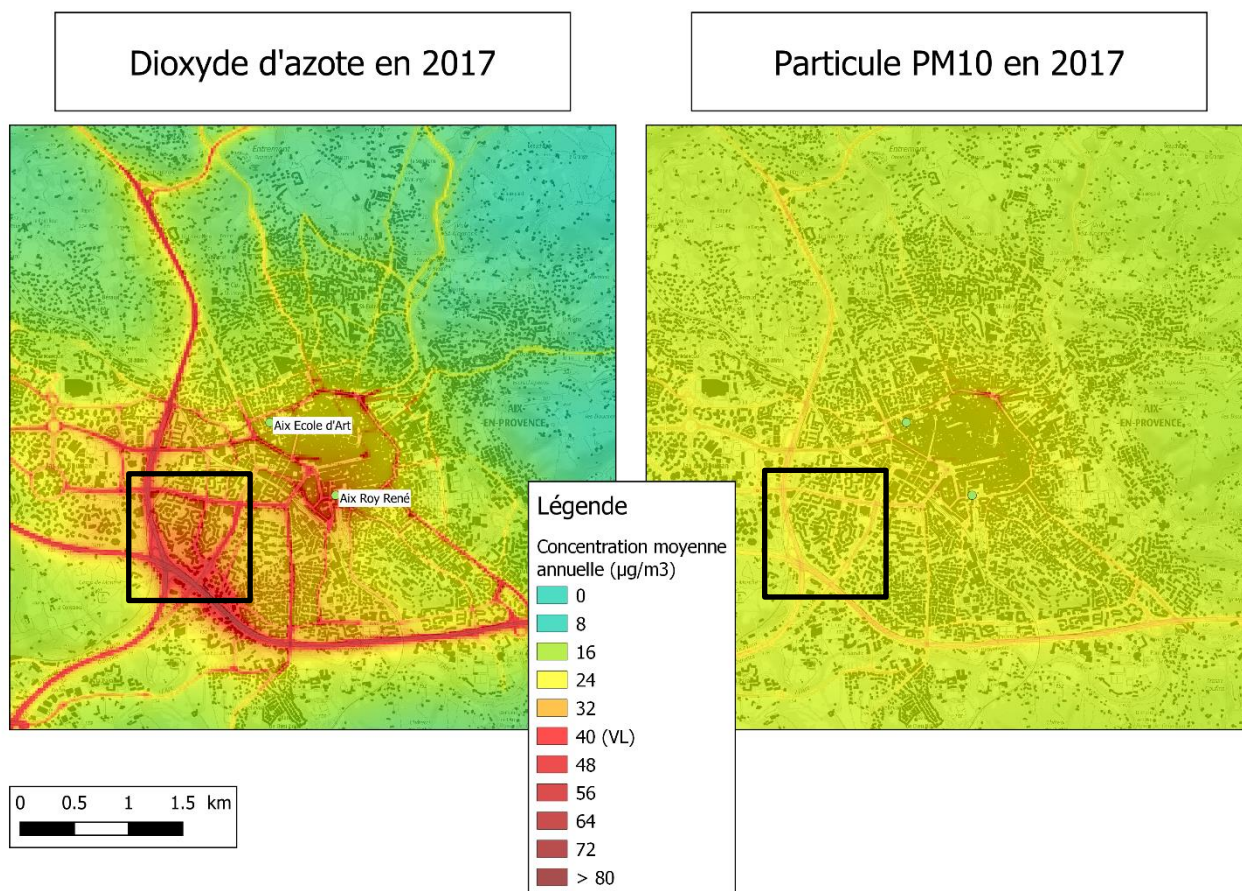 Dioxyde d'azote en 2017
Particule PM10 en 2017
Entremont
Aix Ecole d'Art
Aix Roy René
AIX-
EN-PROVENCE
AIX-
EN-PROVENCE
Légende
Concentration moyenne
annuelle (µg/m3)
0
8
16
24
32
40 (VL)
48
56
64
72
> 80
0 0.5 1 1.5 km